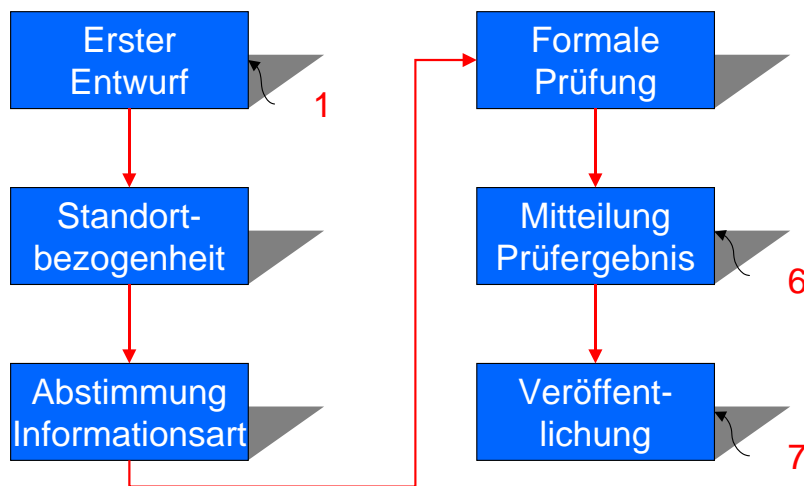 Erster
Entwurf
1
Standort-
bezogenheit
Abstimmung
Informationsart
Formale
Prüfung
Mitteilung
Prüfergebnis
6
Veröffent-
lichung
7